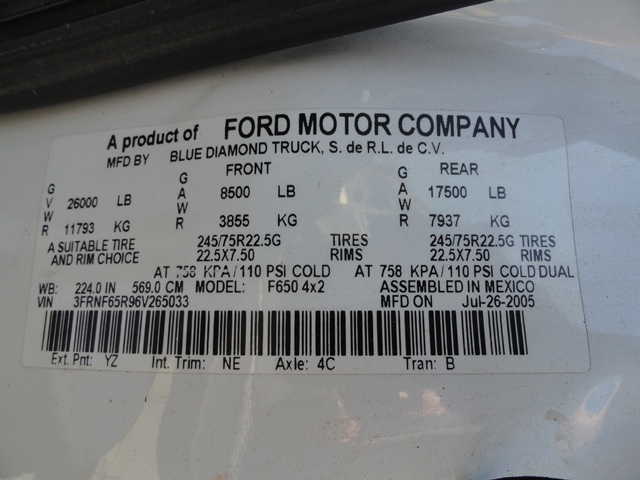 A product of FORD MOTOR COMPANY
MFD BY BLUE DIAMOND TRUCK, S. de R.L. de C.V.
FRONT REAR
GVWR 26000 LB GAWR 8500 LB GAWR 17500 LB
11793 KG 3855 KG 7937 KG
A SUITABLE TIRE 245/75R22.5G TIRES 245/75R22.5G TIRES
AND RIM CHOICE 22.5X7.50 RIMS 22.5X7.50 RIMS
AT 758 KPA/110 PSI COLD AT 758 KPA/110 PSI COLD DUAL
WB: 224.0 IN 569.0 CM MODEL: F650 4x2 ASSEMBLED IN MEXICO
VIN 3FRNF65R96V265033 MFD ON Jul-26-2005
Ext. Pnt: YZ Int. Trim: NE Axle: 4C Tran: B